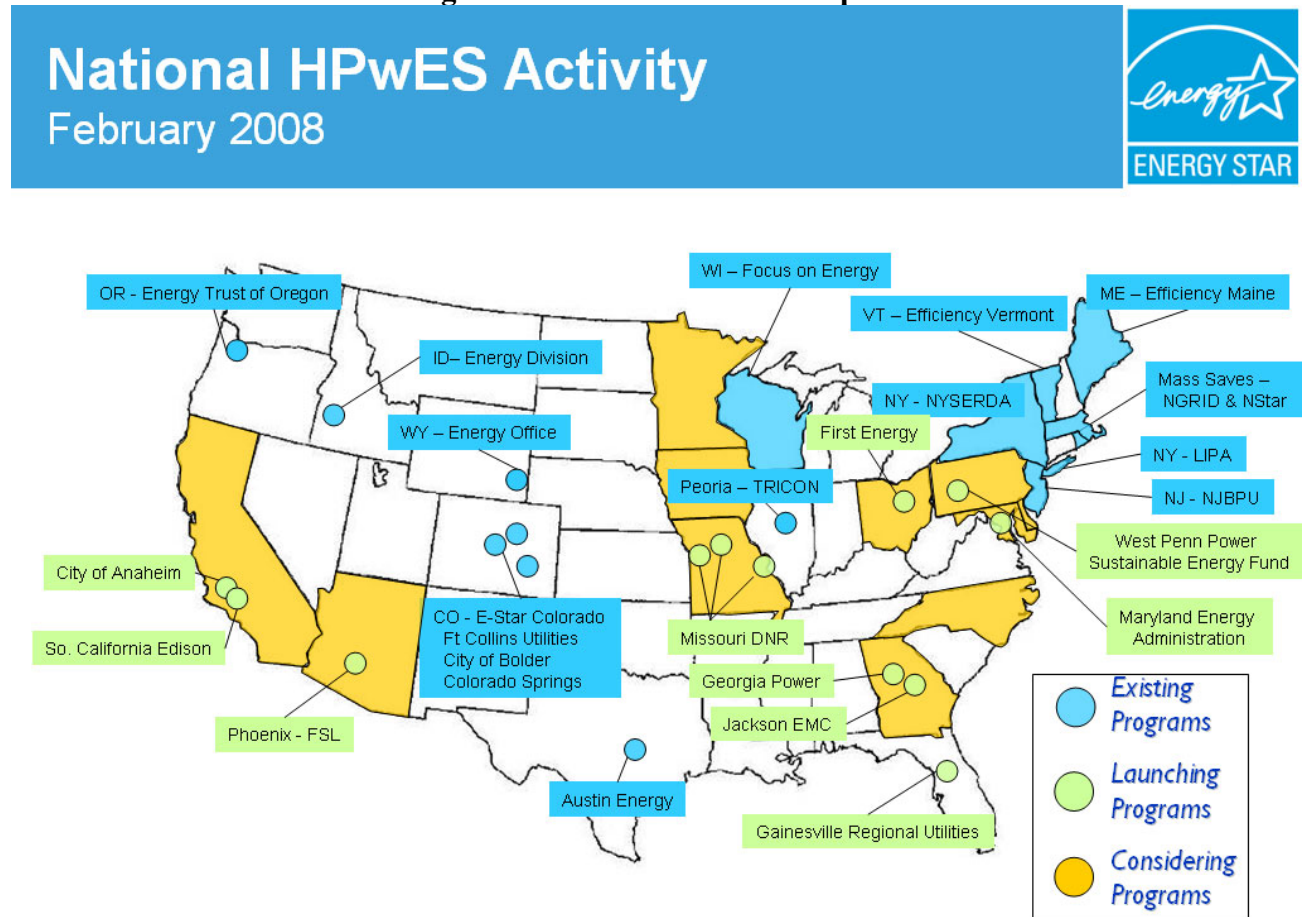 National HPwES Activity
February 2008
energy
ENERGY STAR
WI – Focus on Energy
OR - Energy Trust of Oregon
ME – Efficiency Maine
VT – Efficiency Vermont
ID– Energy Division
Mass Saves –
NGRID & NStar
NY - NYSERDA
WY – Energy Office
First Energy
NY - LIPA
Peoria – TRICON
NJ - NJBPU
West Penn Power
Sustainable Energy Fund
City of Anaheim
CO - E-Star Colorado
Ft Collins Utilities
City of Bolder
Colorado Springs
Maryland Energy
Administration
Missouri DNR
So. California Edison
Georgia Power
Jackson EMC
Phoenix - FSL
Austin Energy
Gainesville Regional Utilities
Existing
Programs
Launching
Programs
Considering
Programs